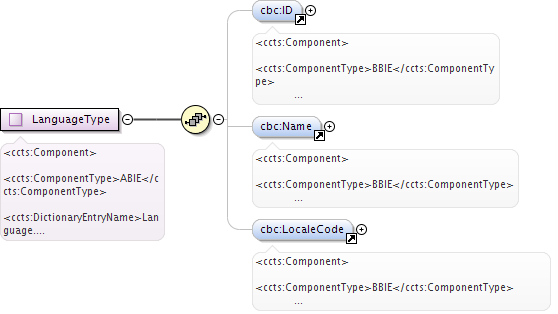 cbc:ID
<ccts:Component>
<ccts:ComponentType>BBIE</ccts:ComponentTy
pe>
...
LanguageType
<ccts:Component>
<ccts:ComponentType>ABIE</c
cts:ComponentType>
<ccts:DictionaryEntryName>Lan
guage....
cbc:Name
<ccts:Component>
<ccts:ComponentType>BBIE</ccts:ComponentType>
...
cbc:LocaleCode
<ccts:Component>
<ccts:ComponentType>BBIE</ccts:ComponentType>
...